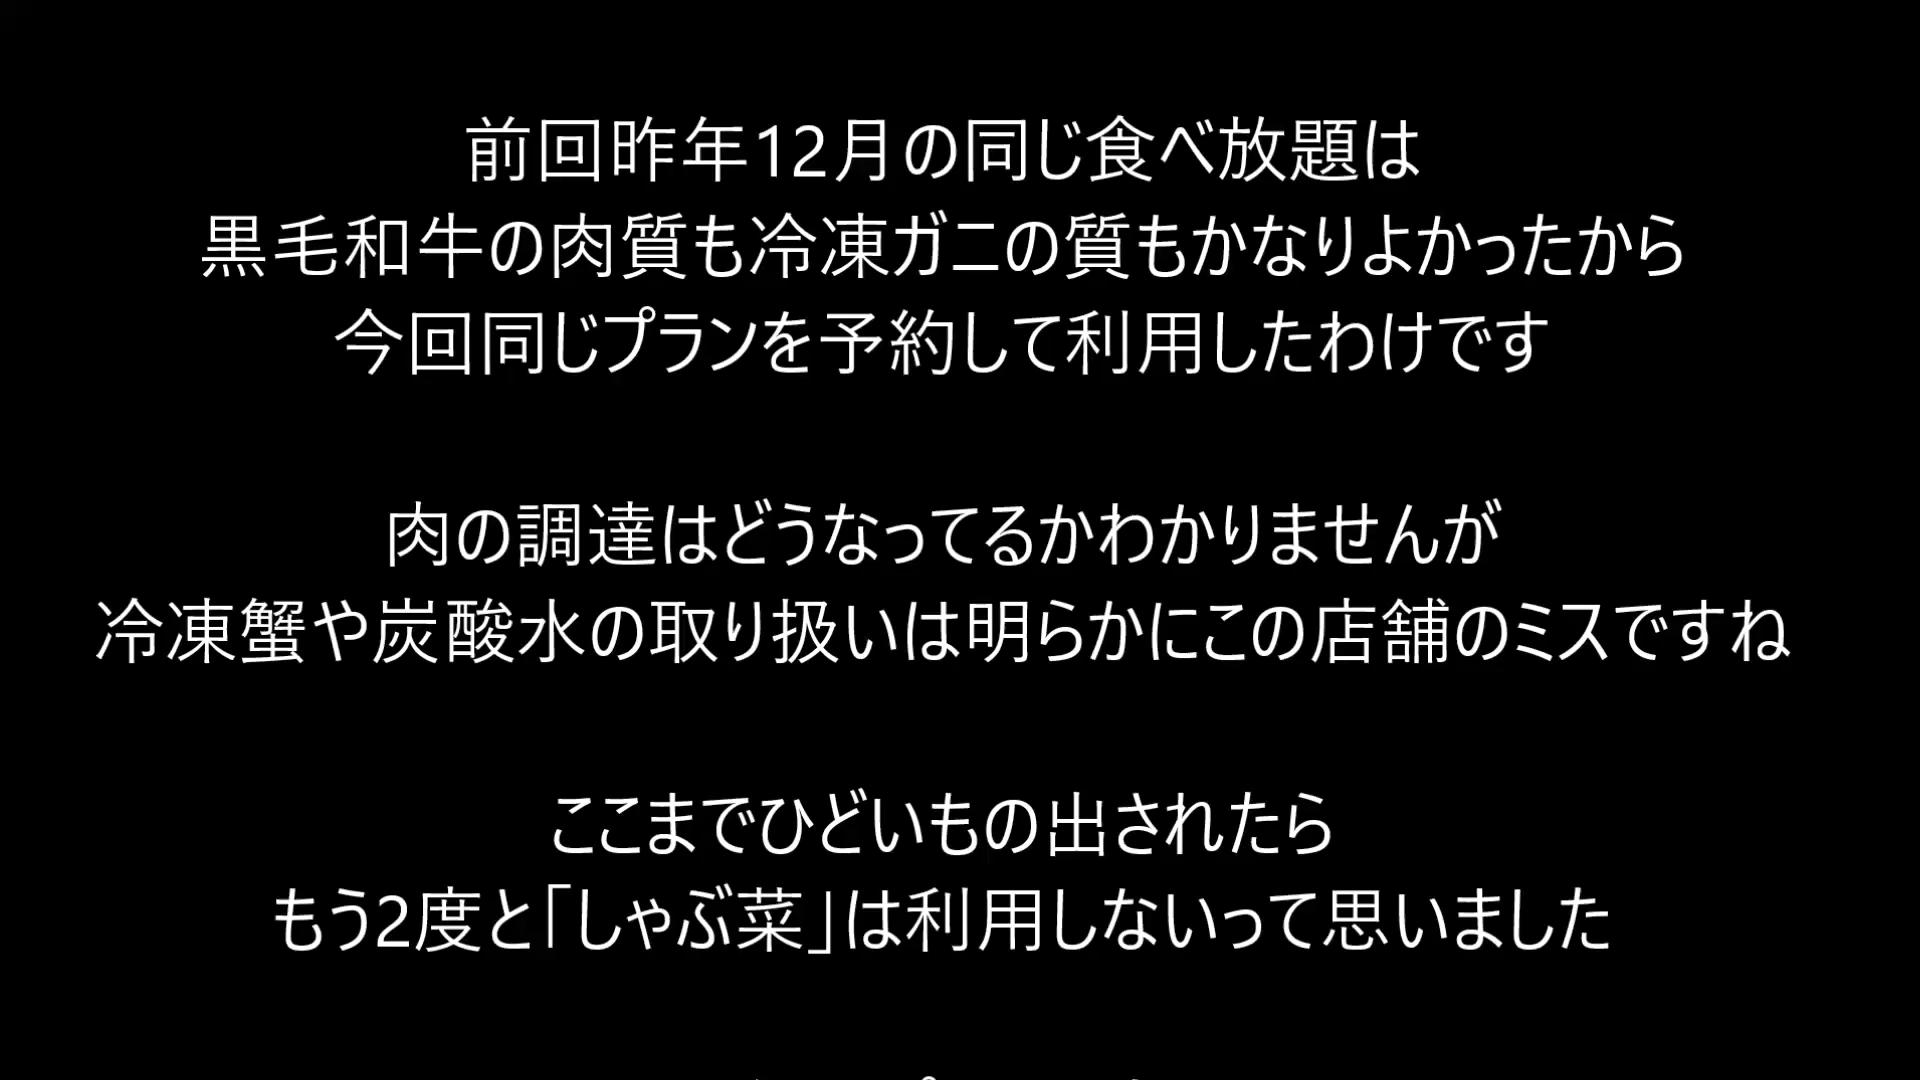 前回昨年12月の同じ食べ放題は
黒毛和牛の肉質も冷凍ガニの質もかなりよかったから
今回同じプランを予約して利用したわけです
肉の調達はどうなってるかわかりませんが
冷凍蟹や炭酸水の取り扱いは明らかにこの店舗のミスですね
ここまでひどいもの出されたら
もう2度と「しゃぶ菜」は利用しないって思いました